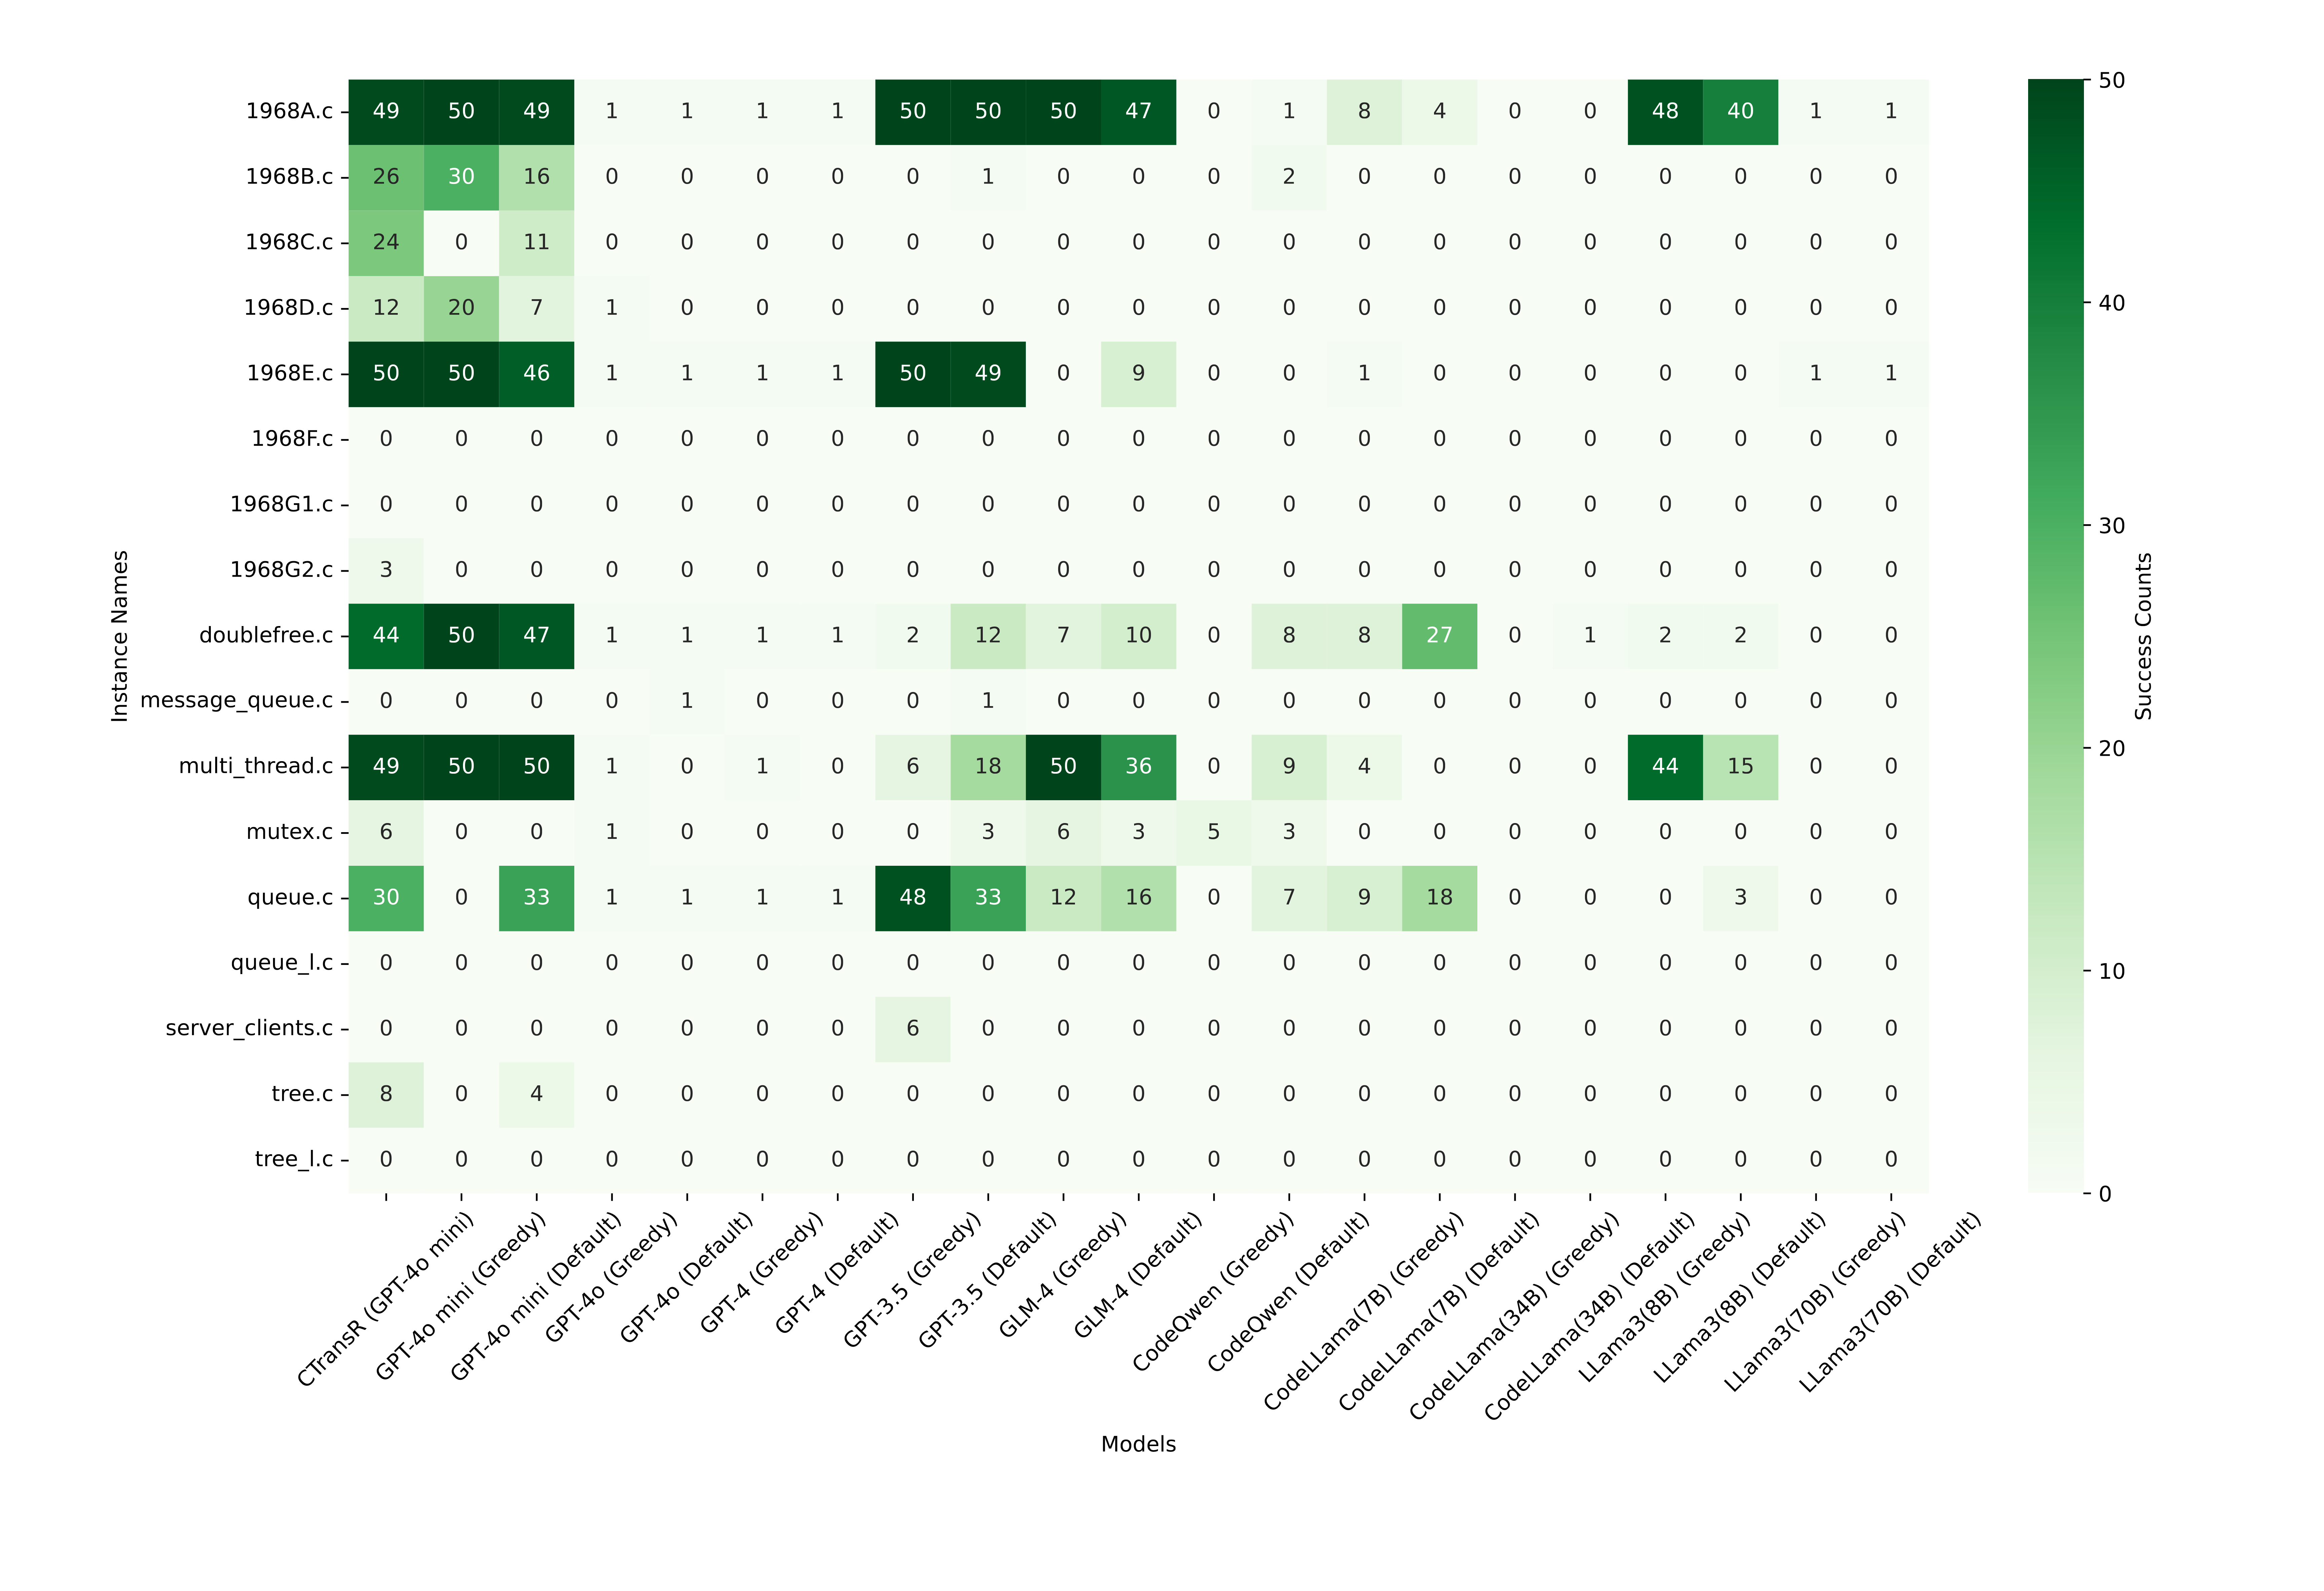 1968A.c 49 50 49 1 1 1 1 50 50 50 47 0 1 8 4 0 0 48 40 1 1
1968B.c 26 30 16 0 0 0 0 0 1 0 0 0 2 0 0 0 0 0 0 0 0
1968C.c 24 0 11 0 0 0 0 0 0 0 0 0 0 0 0 0 0 0 0 0 0
1968D.c 12 20 7 1 0 0 0 0 0 0 0 0 0 0 0 0 0 0 0 0 0
1968E.c 50 50 46 1 1 1 1 50 49 0 9 0 0 1 0 0 0 0 0 1 1
1968F.c 0 0 0 0 0 0 0 0 0 0 0 0 0 0 0 0 0 0 0 0 0
1968G1.c 0 0 0 0 0 0 0 0 0 0 0 0 0 0 0 0 0 0 0 0 0
1968G2.c 3 0 0 0 0 0 0 0 0 0 0 0 0 0 0 0 0 0 0 0 0
doublefree.c 44 50 47 1 1 1 1 2 12 7 10 0 8 8 27 0 1 2 2 0 0
message_queue.c 0 0 0 0 1 0 0 0 1 0 0 0 0 0 0 0 0 0 0 0 0
multi_thread.c 49 50 50 1 0 1 0 6 18 50 36 0 9 4 0 0 0 44 15 0 0
mutex.c 6 0 0 1 0 0 0 0 3 6 3 5 3 0 0 0 0 0 0 0 0
queue.c 30 0 33 1 1 1 1 48 33 12 16 0 7 9 18 0 0 0 3 0 0
queue_l.c 0 0 0 0 0 0 0 0 0 0 0 0 0 0 0 0 0 0 0 0 0
server_clients.c 0 0 0 0 0 0 0 6 0 0 0 0 0 0 0 0 0 0 0 0 0
tree.c 8 0 4 0 0 0 0 0 0 0 0 0 0 0 0 0 0 0 0 0 0
tree_l.c 0 0 0 0 0 0 0 0 0 0 0 0 0 0 0 0 0 0 0 0 0
Instance Names
CTransR (GPT-4o mini)
GPT-4o mini (Greedy)
GPT-4o mini (Default)
GPT-4o (Greedy)
GPT-4o (Default)
GPT-4 (Greedy)
GPT-4 (Default)
GPT-3.5 (Greedy)
GPT-3.5 (Default)
GLM-4 (Greedy)
GLM-4 (Default)
CodeQwen (Greedy)
CodeQwen (Default)
CodeLLama(7B) (Greedy)
CodeLLama(7B) (Default)
CodeLLama(34B) (Greedy)
CodeLLama(34B) (Default)
LLama3(8B) (Greedy)
LLama3(8B) (Default)
LLama3(70B) (Greedy)
LLama3(70B) (Default)
Models
50
40
30
20
10
0
Success Counts